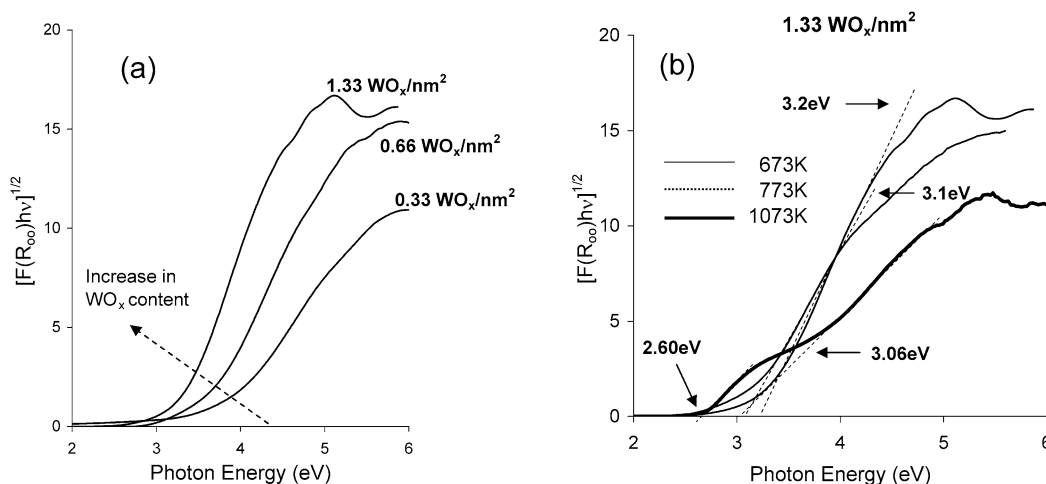 (a)
20
15
10
5
0
2
3
4
5
6
[F(Roo)hν]1/2
Photon Energy (eV)
1.33 WOx/nm2
0.66 WOx/nm2
0.33 WOx/nm2
Increase in
WOx content
1.33 WOx/nm2
(b)
20
15
10
5
0
2
3
4
5
6
[F(Roo)hν]1/2
Photon Energy (eV)
3.2eV
673K
773K
1073K
3.1eV
2.60eV
3.06eV